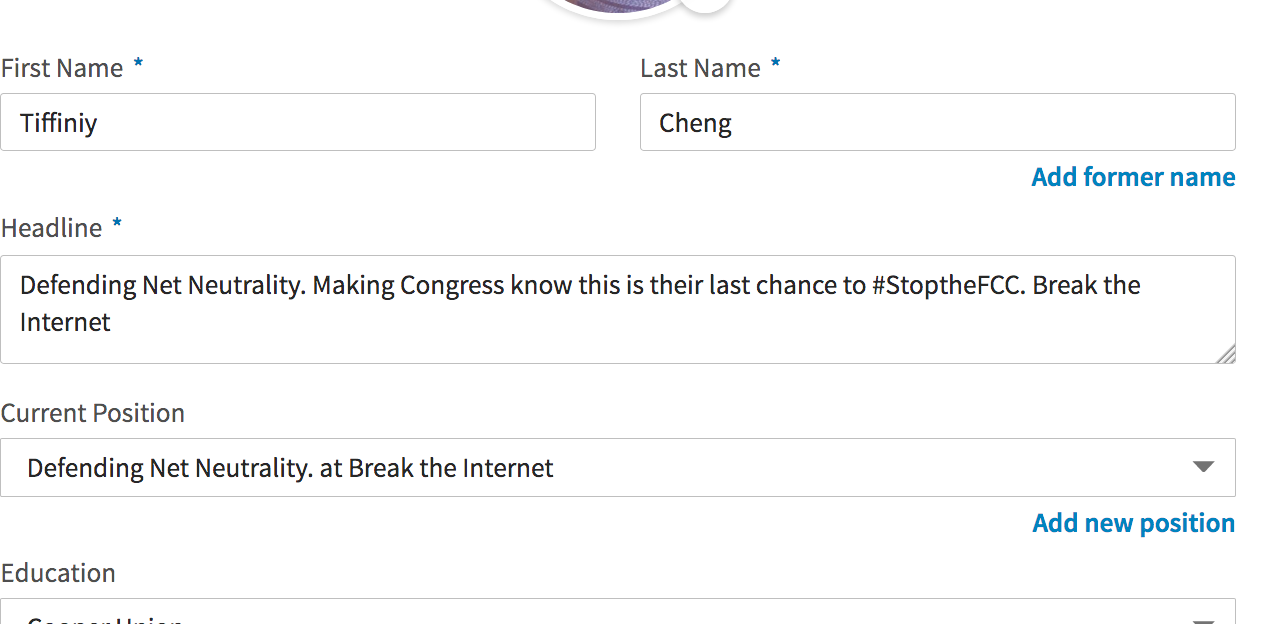 First Name *
Last Name *
Tiffiniy
Cheng
Add former name
Headline *
Defending Net Neutrality. Making Congress know this is their last chance to #StoptheFCC. Break the
Internet
Current Position
Defending Net Neutrality. at Break the Internet
Add new position
Education
Cooper Union